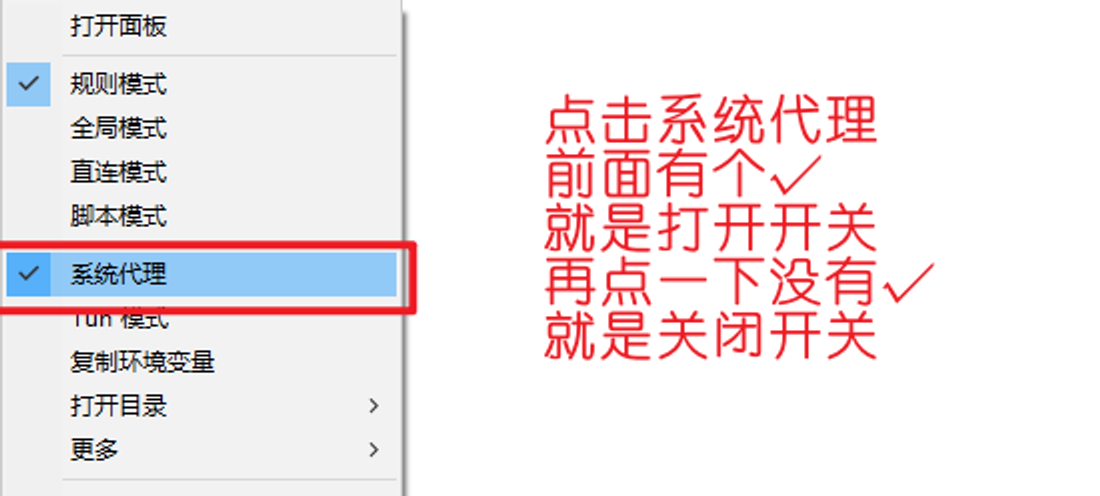 打开面板
规则模式
全局模式
直连模式
脚本模式
系统代理
Tun 模式
复制环境变量
打开目录
更多
点击系统代理
前面有个✓
就是打开开关
再点一下没有✓
就是关闭开关